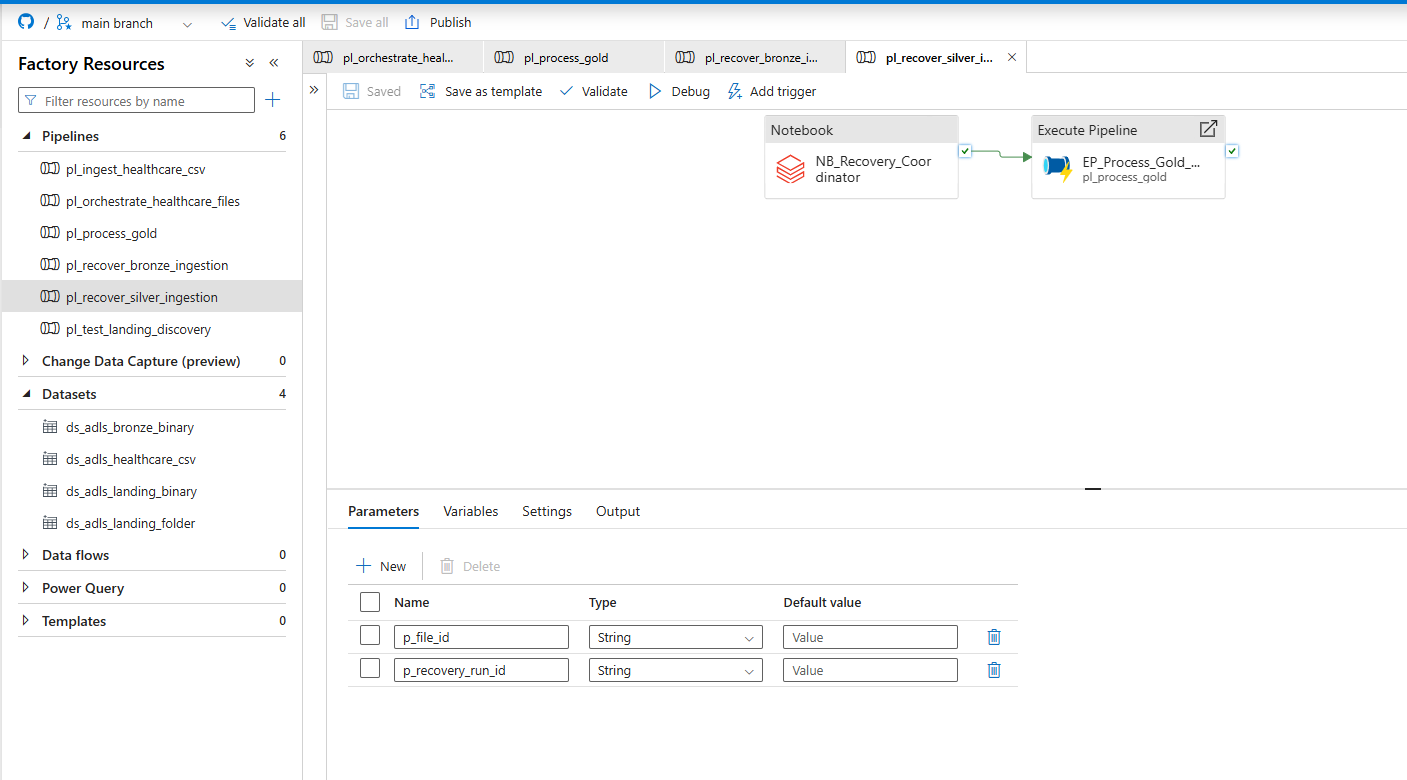 / main branch Validate all Save all Publish
Factory Resources
Filter resources by name
Pipelines 6
pl_ingest_healthcare_csv
pl_orchestrate_healthcare_files
pl_process_gold
pl_recover_bronze_ingestion
pl_recover_silver_ingestion
pl_test_landing_discovery
Change Data Capture (preview) 0
Datasets 4
ds_adls_bronze_binary
ds_adls_healthcare_csv
ds_adls_landing_binary
ds_adls_landing_folder
Data flows 0
Power Query 0
Templates 0
pl_orchestrate_heal... pl_process_gold pl_recover_bronze_i... pl_recover_silver_i...
Saved Save as template Validate Debug Add trigger
Notebook
NB_Recovery_Coor
dinator
Execute Pipeline
EP_Process_Gold_...
pl_process_gold
Parameters Variables Settings Output
New Delete
Name Type Default value
p_file_id String Value
p_recovery_run_id String Value